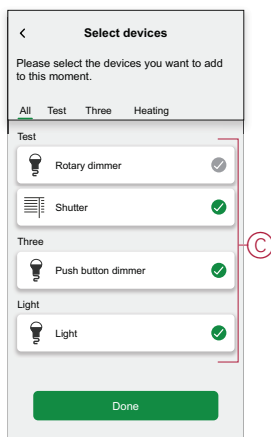 Select devices
Please select the devices you want to add
to this moment.
All Test Three Heating
Test
Rotary dimmer
Shutter
Three
Push button dimmer
Light
Light
Done
C